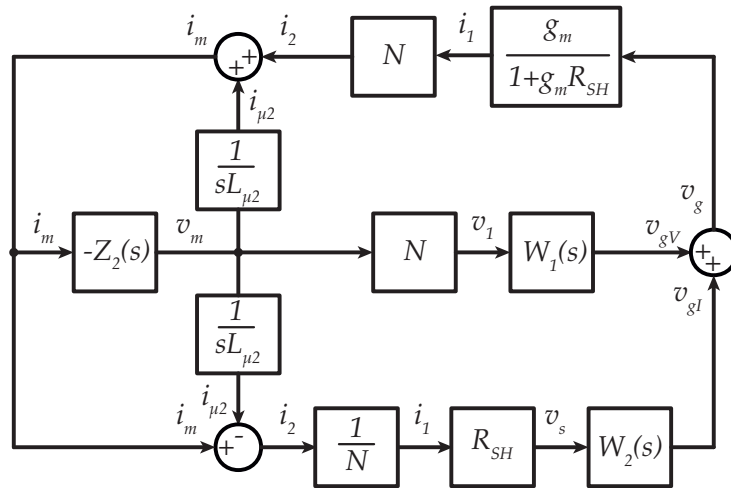 i_m
i_2
N
i_1
g_m
1+g_m R_SH
+
+
i_μ2
1
sL_μ2
v_g
i_m
-Z_2(s)
v_m
N
v_1
W_1(s)
v_gV
+
+
v_gI
1
sL_μ2
i_μ2
i_m
+
-
i_2
1
N
i_1
R_SH
v_s
W_2(s)